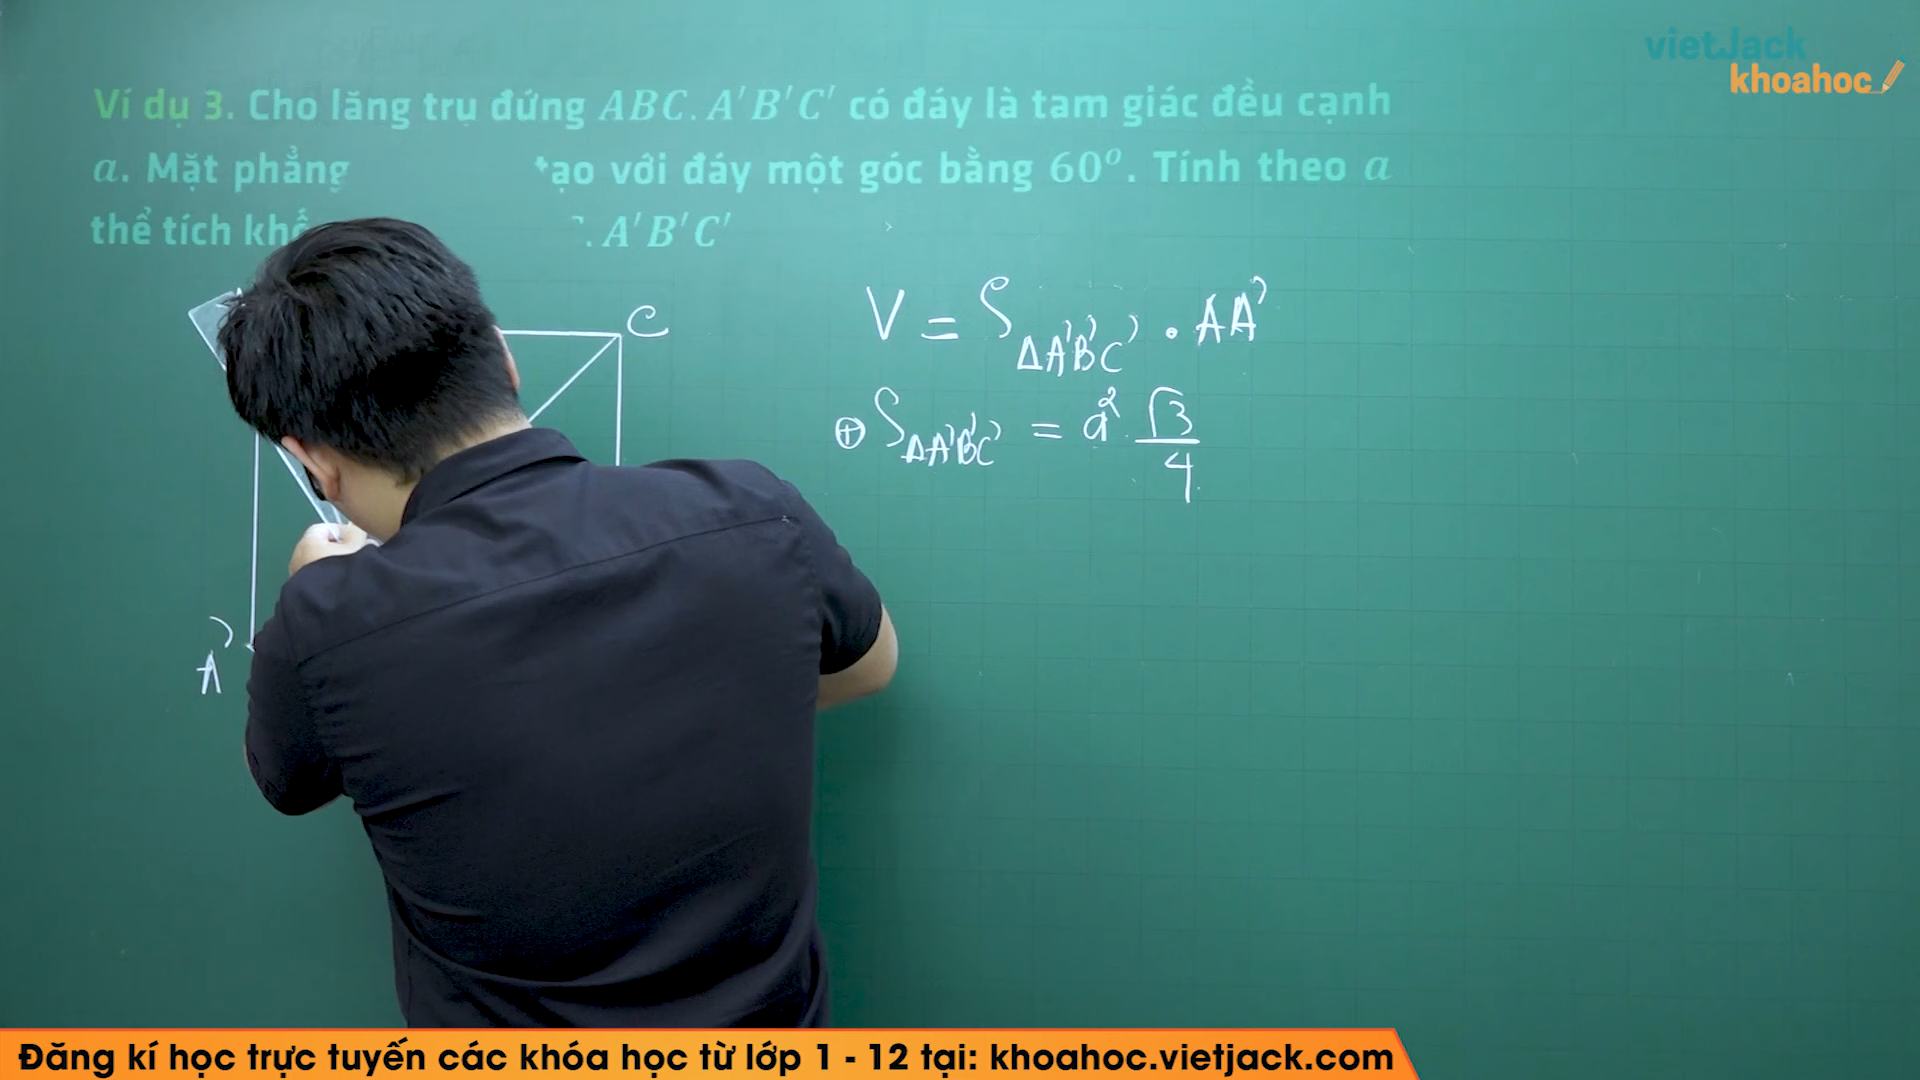 vietJack
khoahoc
Ví dụ 3. Cho lăng trụ đứng ABC.A'B'C' có đáy là tam giác đều cạnh
a. Mặt phẳng với đáy một góc bằng 60°. Tính theo a
thể tích .A'B'C'
C
A'
V = S ΔA'B'C' . AA'
⊕ S ΔA'B'C' = a² √3/4
Đăng kí học trực tuyến các khóa học từ lớp 1 - 12 tại: khoahoc.vietjack.com